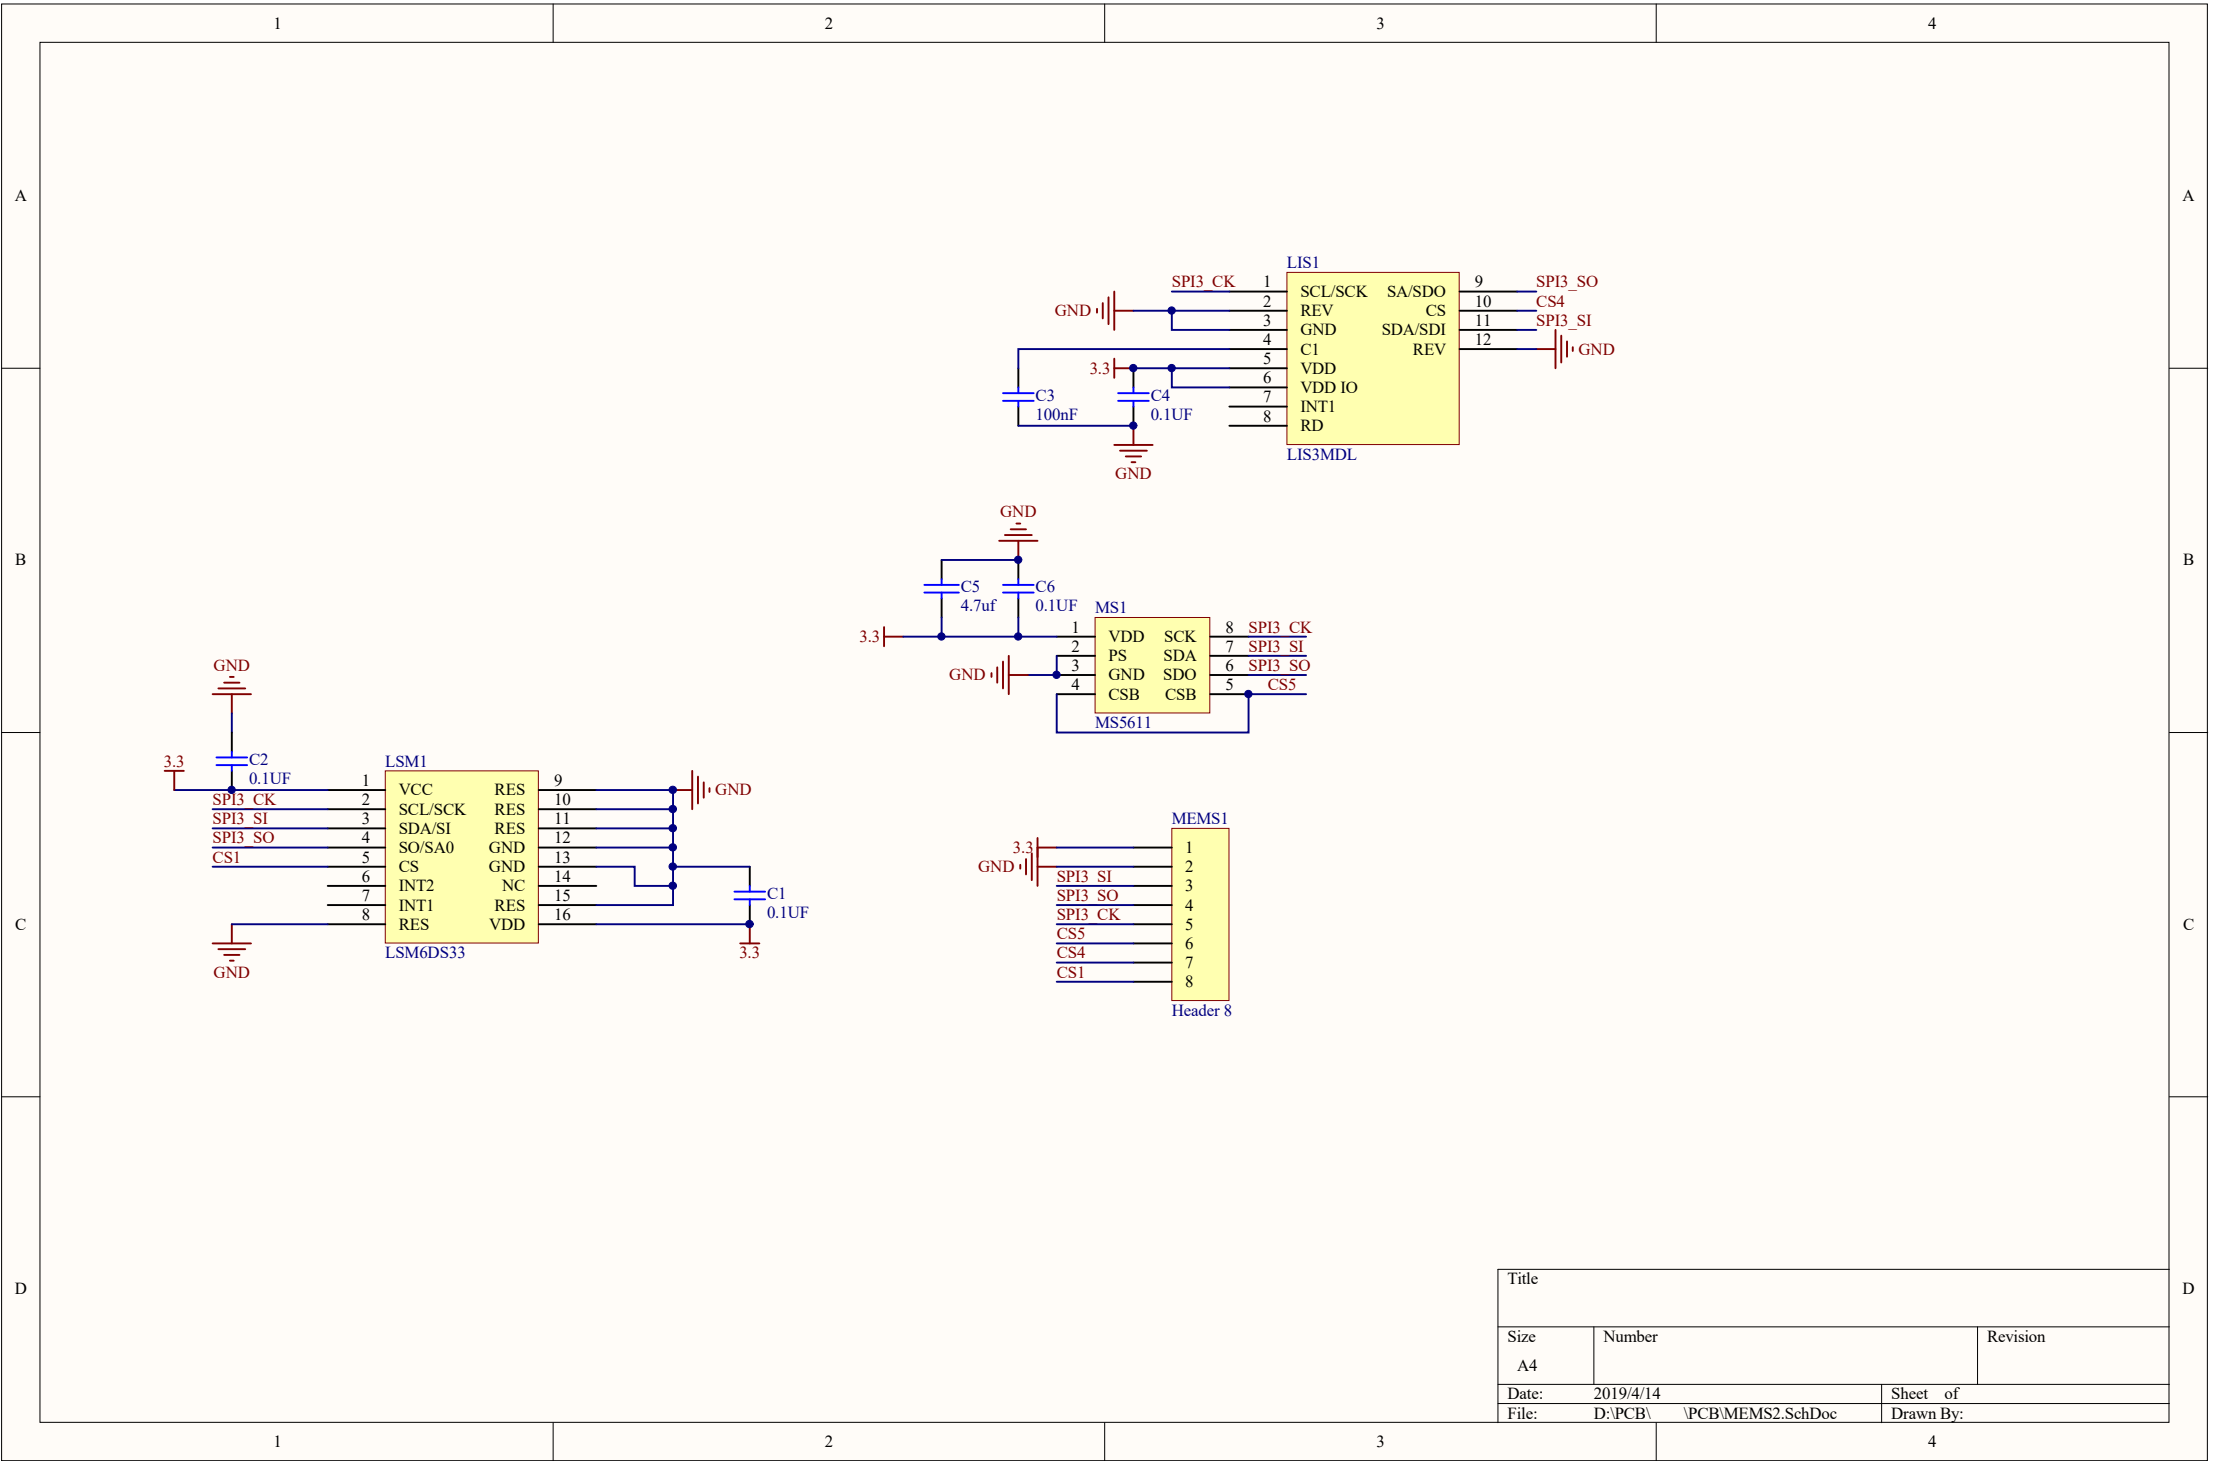 1 2 3 4
A A
B B
C C
D D
LIS1
SPI3_CK 1 SCL/SCK SA/SDO 9 SPI3_SO
GND 2 REV CS 10 CS4
3 GND SDA/SDI 11 SPI3_SI
4 C1 REV 12 GND
3.3 5 VDD
6 VDD IO
C3 C4 7 INT1
100nF 0.1UF 8 RD
LIS3MDL
GND
GND
C5 C6
4.7uf 0.1UF MS1
3.3 1 VDD SCK 8 SPI3_CK
2 PS SDA 7 SPI3_SI
GND 3 GND SDO 6 SPI3_SO
4 CSB CSB 5 CS5
MS5611
GND
3.3 C2 LSM1
0.1UF 1 VCC RES 9 GND
SPI3_CK 2 SCL/SCK RES 10
SPI3_SI 3 SDA/SI RES 11
SPI3_SO 4 SO/SA0 GND 12
CS1 5 CS GND 13
6 INT2 NC 14 C1
7 INT1 RES 15 0.1UF
8 RES VDD 16
GND LSM6DS33 3.3
MEMS1
3.3 1
GND 2
SPI3_SI 3
SPI3_SO 4
SPI3_CK 5
CS5 6
CS4 7
CS1 8
Header 8
Title
Size Number Revision
A4
Date: 2019/4/14 Sheet of
File: D:\PCB\ \PCB\MEMS2.SchDoc Drawn By:
1 2 3 4